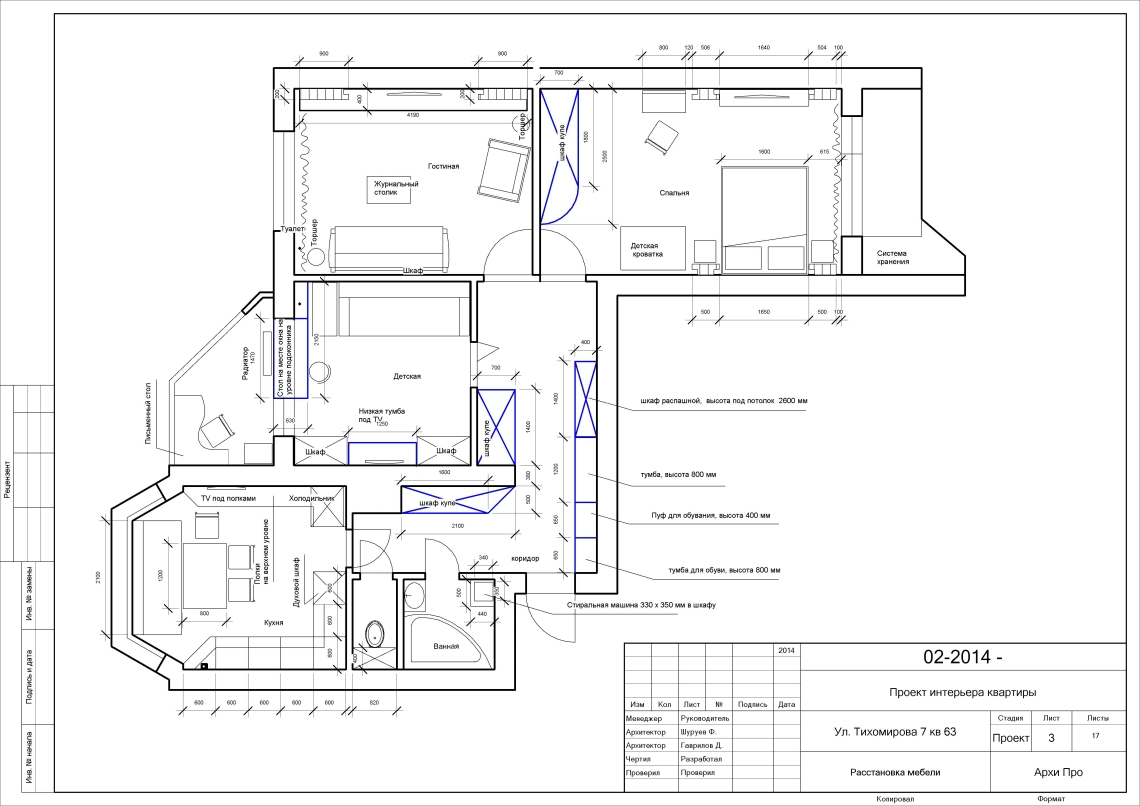 900
900
800
120
506
1640
504
100
700
200
400
200
4190
Торшер
шкаф купе
1800
2500
Гостиная
Журнальный
столик
1600
615
Спальня
Туалет
Торшер
Шкаф
Детская
кроватка
Система
хранения
500
1650
500
100
Радиатор
1470
Стол на месте окна на
уровне подоконника
2100
Детская
700
400
Письменный стол
630
Низкая тумба
под TV
1250
Шкаф
Шкаф
шкаф купе
1400
1400
шкаф распашной, высота под потолок 2600 мм
1600
380
1200
тумба, высота 800 мм
TV под полками
Холодильник
шкаф купе
500
650
Пуф для обувания, высота 400 мм
2100
2100
1200
Полки
на верхнем уровне
Духовой шкаф
600
коридор
650
тумба для обуви, высота 800 мм
340
500
350
440
Стиральная машина 330 х 350 мм в шкафу
800
Кухня
600
600
400
Ванная
600
600
600
600
600
820
Рецензент
Инв. № замены
Подпись и дата
Инв. № начала
2014
02-2014 -
Проект интерьера квартиры
Изм
Кол
Лист
№
Подпись
Дата
Менеджер
Руководитель
Архитектор
Шуруев Ф.
Архитектор
Гаврилов Д.
Чертил
Разработал
Проверил
Проверил
Ул. Тихомирова 7 кв 63
Стадия
Лист
Листы
Проект
3
17
Расстановка мебели
Архи Про
Копировал
Формат